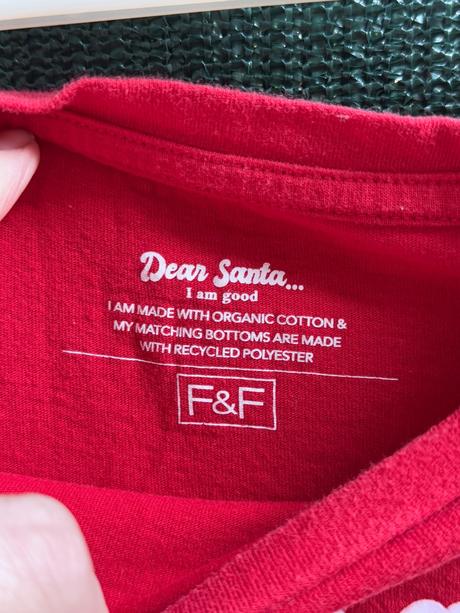 Dear Santa...
I am good
I AM MADE WITH ORGANIC COTTON &
MY MATCHING BOTTOMS ARE MADE
WITH RECYCLED POLYESTER
F&F